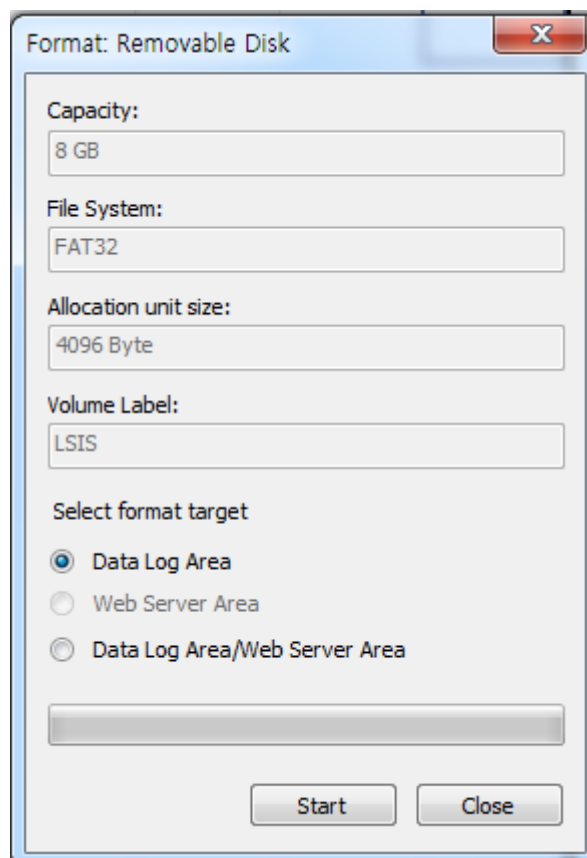 Format: Removable Disk
Capacity:
8 GB
File System:
FAT32
Allocation unit size:
4096 Byte
Volume Label:
LSIS
Select format target
Data Log Area
Web Server Area
Data Log Area/Web Server Area
Start Close